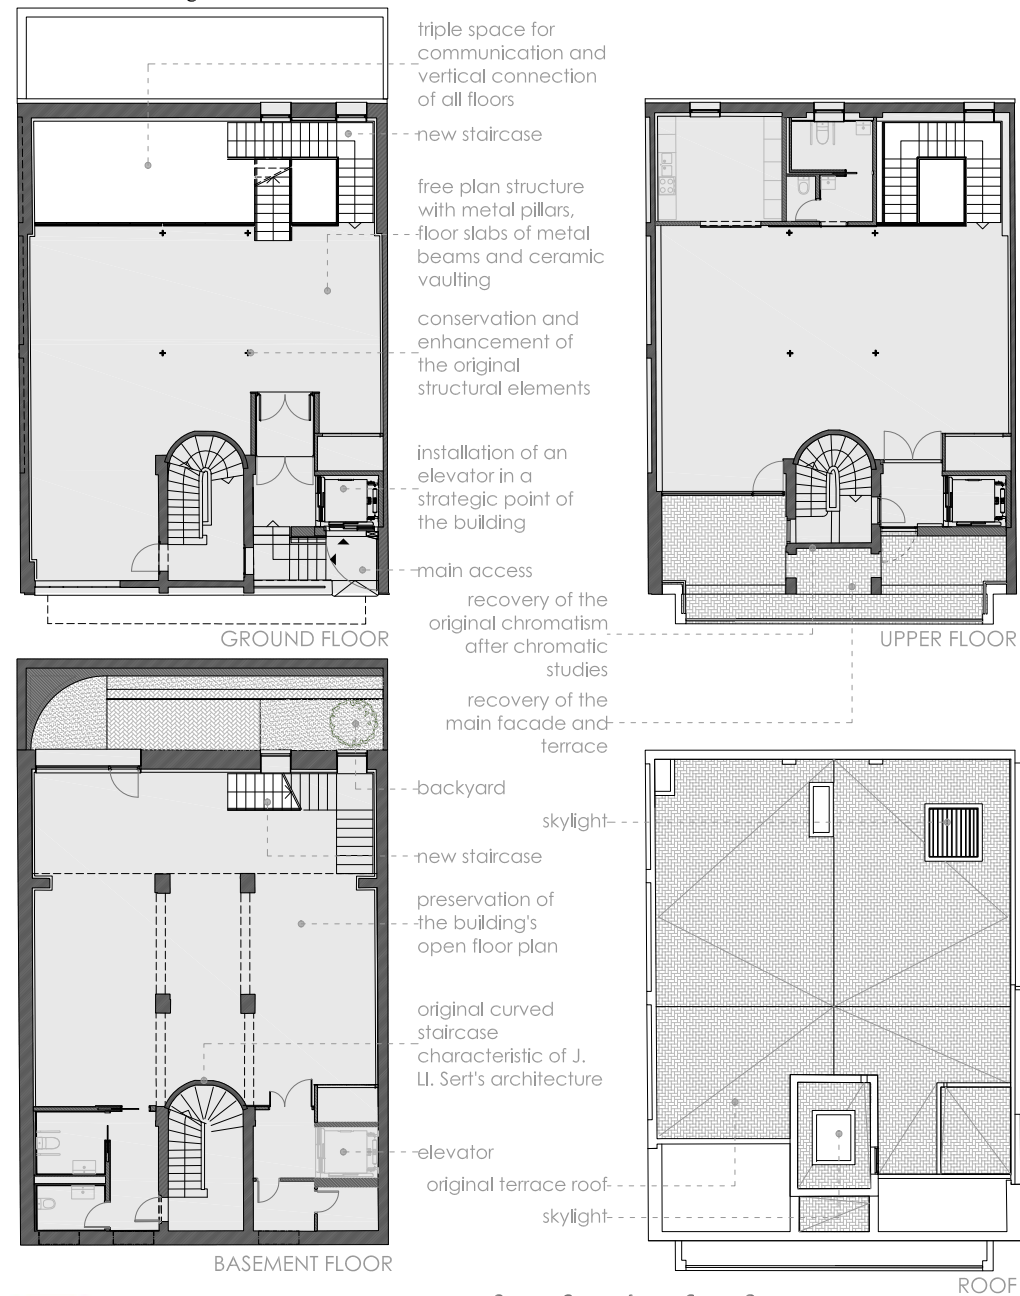 triple space for
communication and
vertical connection
of all floors
new staircase
free plan structure
with metal pillars,
floor slabs of metal
beams and ceramic
vaulting
conservation and
enhancement of
the original
structural elements
installation of an
elevator in a
strategic point of
the building
main access
recovery of the
original chromatism
after chromatic
studies
GROUND FLOOR
UPPER FLOOR
recovery of the
main facade and
terrace
backyard
skylight
new staircase
preservation of
the building's
open floor plan
original curved
staircase
characteristic of J.
Ll. Sert's architecture
elevator
original terrace roof
skylight
BASEMENT FLOOR
ROOF